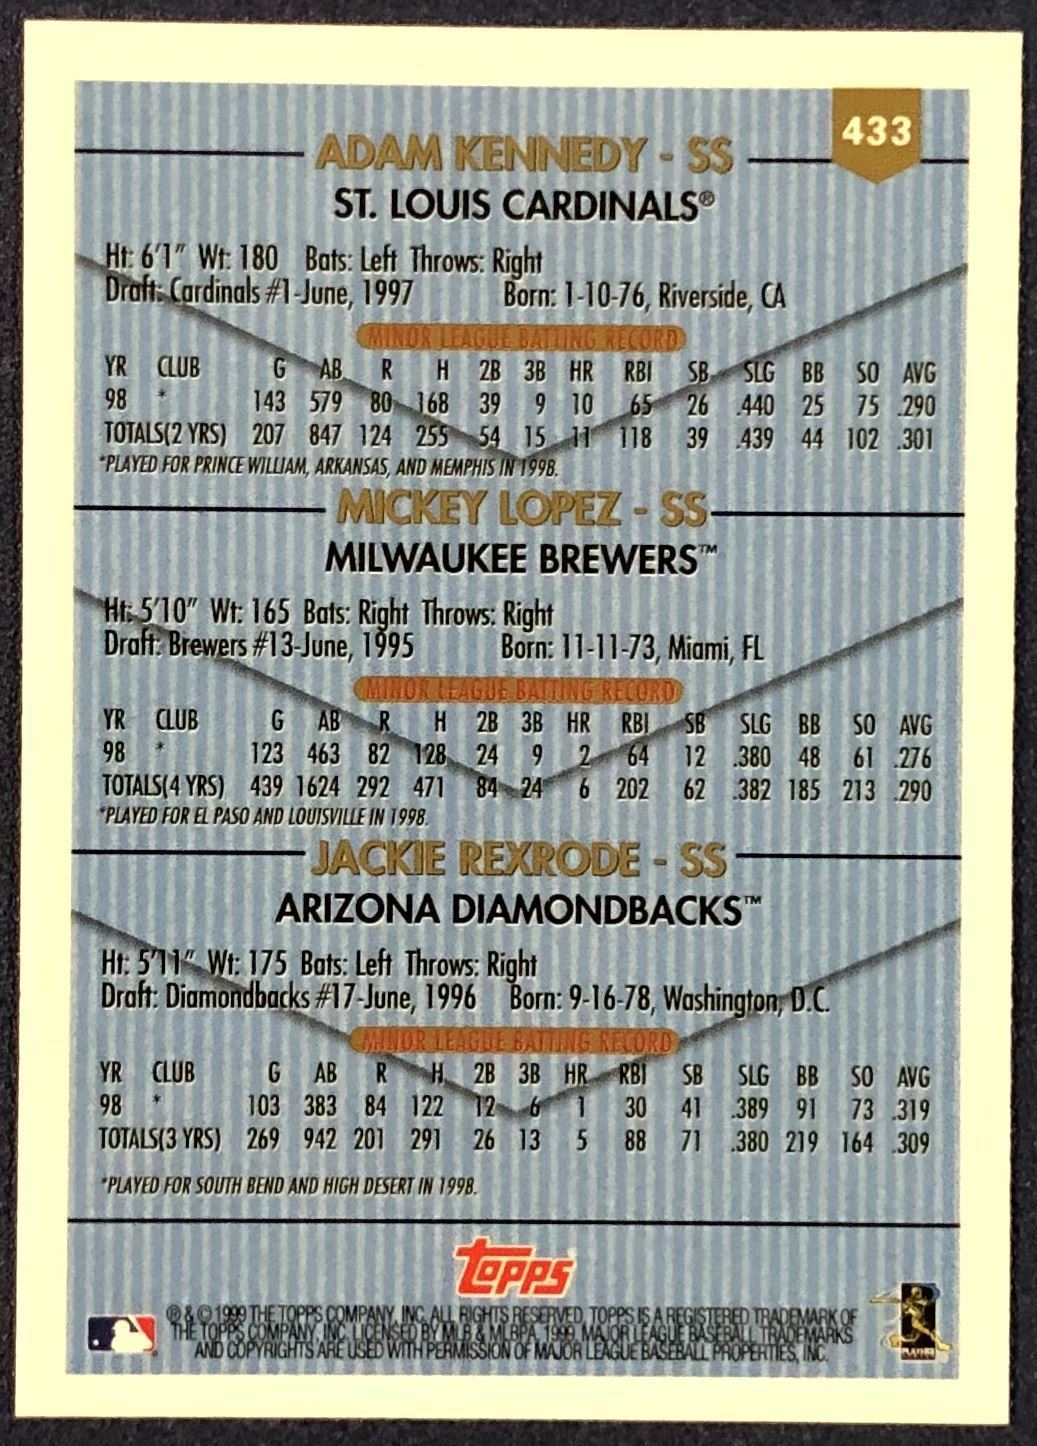 433
ADAM KENNEDY - SS
ST. LOUIS CARDINALS®
Ht: 6'1" Wt: 180 Bats: Left Throws: Right
Draft: Cardinals #1-June, 1997 Born: 1-10-76, Riverside, CA
MINOR LEAGUE BATTING RECORD
YR CLUB G AB R H 2B 3B HR RBI SB SLG BB SO AVG
98 * 143 579 80 168 39 9 10 65 26 .440 25 75 .290
TOTALS(2 YRS) 207 847 124 255 54 15 11 118 39 .439 44 102 .301
*PLAYED FOR PRINCE WILLIAM, ARKANSAS, AND MEMPHIS IN 1998.
MICKEY LOPEZ - SS
MILWAUKEE BREWERS™
Ht: 5'10" Wt: 165 Bats: Right Throws: Right
Draft: Brewers #13-June, 1995 Born: 11-11-73, Miami, FL
MINOR LEAGUE BATTING RECORD
YR CLUB G AB R H 2B 3B HR RBI SB SLG BB SO AVG
98 * 123 463 82 128 24 9 2 64 12 .380 48 61 .276
TOTALS(4 YRS) 439 1624 292 471 84 24 6 202 62 .382 185 213 .290
*PLAYED FOR EL PASO AND LOUISVILLE IN 1998.
JACKIE REXRODE - SS
ARIZONA DIAMONDBACKS™
Ht: 5'11" Wt: 175 Bats: Left Throws: Right
Draft: Diamondbacks #17-June, 1996 Born: 9-16-78, Washington, D.C.
MINOR LEAGUE BATTING RECORD
YR CLUB G AB R H 2B 3B HR RBI SB SLG BB SO AVG
98 * 103 383 84 122 12 6 1 30 41 .389 91 73 .319
TOTALS(3 YRS) 269 942 201 291 26 13 5 88 71 .380 219 164 .309
*PLAYED FOR SOUTH BEND AND HIGH DESERT IN 1998.
topps
® & © 1999 THE TOPPS COMPANY, INC. ALL RIGHTS RESERVED. TOPPS IS A REGISTERED TRADEMARK OF
THE TOPPS COMPANY, INC. LICENSED BY MLB & MLBPA, 1999. MAJOR LEAGUE BASEBALL TRADEMARKS
AND COPYRIGHTS ARE USED WITH PERMISSION OF MAJOR LEAGUE BASEBALL PROPERTIES, INC.